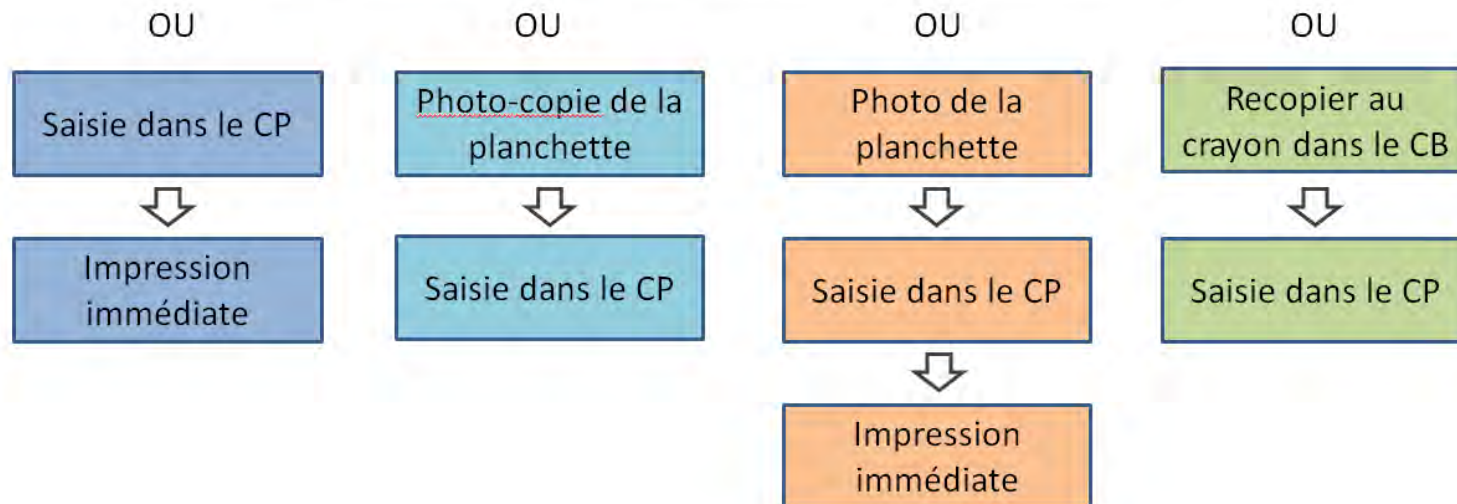 OU
Saisie dans le CP
Impression
immédiate
OU
Photo-copie de la
planchette
Saisie dans le CP
OU
Photo de la
planchette
Saisie dans le CP
Impression
immédiate
OU
Recopier au
crayon dans le CB
Saisie dans le CP